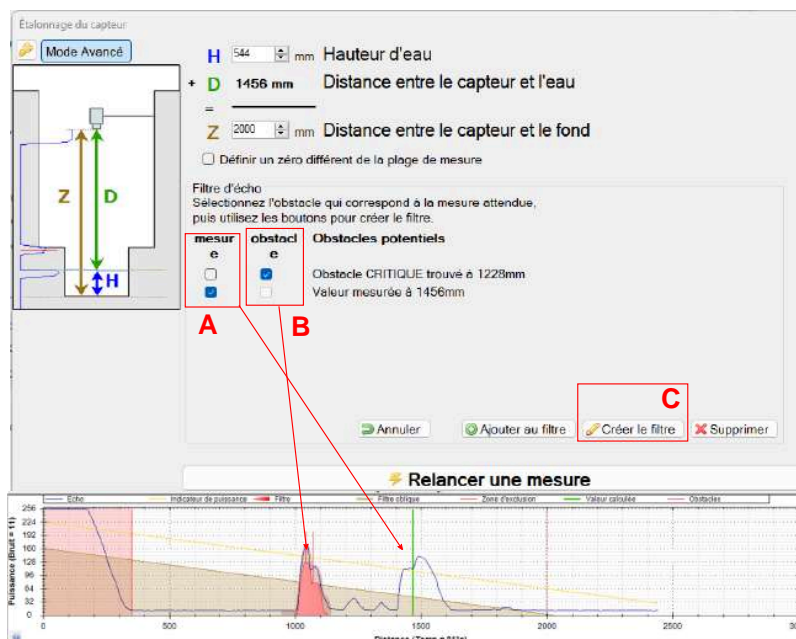 Étalonnage du capteur
Mode Avancé
H 544 mm Hauteur d'eau
+ D 1456 mm Distance entre le capteur et l'eau
=
Z 2000 mm Distance entre le capteur et le fond
Définir un zéro différent de la plage de mesure
Z D
H
Filtre d'écho
Sélectionnez l'obstacle qui correspond à la mesure attendue,
puis utilisez les boutons pour créer le filtre.
mesur
e
obstacl
e
Obstacles potentiels
Obstacle CRITIQUE trouvé à 1228mm
Valeur mesurée à 1456mm
A B
C
Annuler Ajouter au filtre Créer le filtre Supprimer
Relancer une mesure
Echo Indicateur de puissance Filtre Filtre oblique Zone d'exclusion Valeur calculée Obstacles
Puissance (Bruit = 11)
256
224
192
160
128
96
64
32
0
0 500 1000 1500 2000 2500